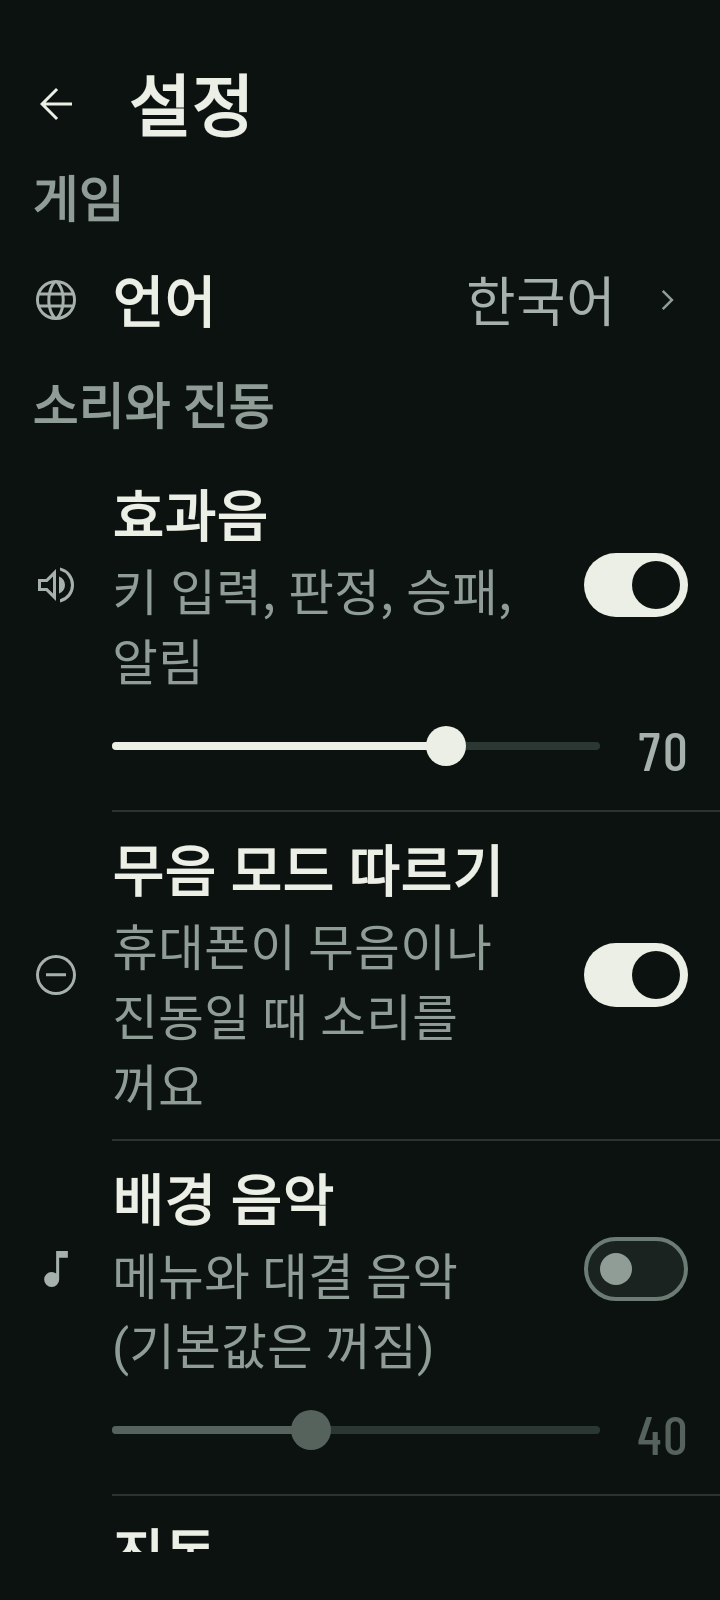 설정
게임
언어 한국어
소리와 진동
효과음
키 입력, 판정, 승패,
알림
70
무음 모드 따르기
휴대폰이 무음이나
진동일 때 소리를
꺼요
배경 음악
메뉴와 대결 음악
(기본값은 꺼짐)
40
진동